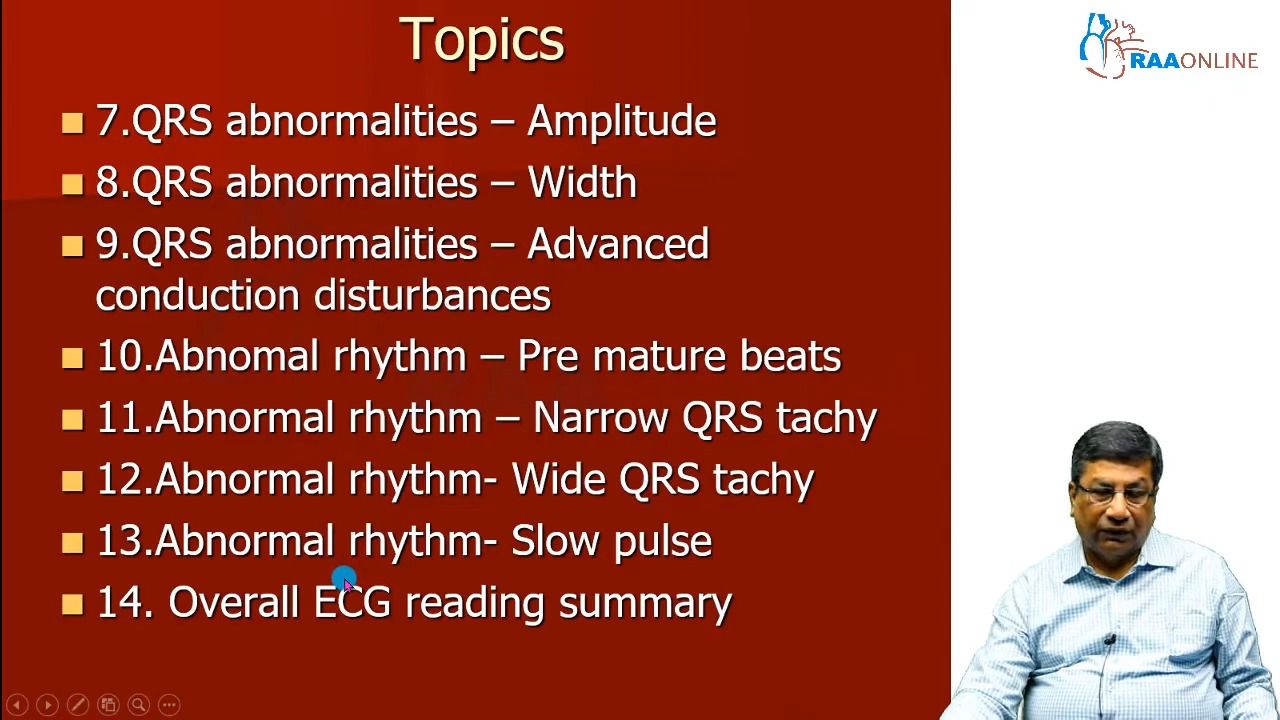 Topics
RAAONLINE
7.QRS abnormalities – Amplitude
8.QRS abnormalities – Width
9.QRS abnormalities – Advanced
conduction disturbances
10.Abnomal rhythm – Pre mature beats
11.Abnormal rhythm – Narrow QRS tachy
12.Abnormal rhythm- Wide QRS tachy
13.Abnormal rhythm- Slow pulse
14. Overall ECG reading summary